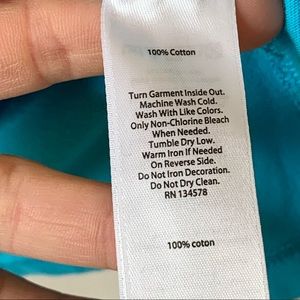 100% Cotton
Turn Garment Inside Out.
Machine Wash Cold.
Wash With Like Colors.
Only Non-Chlorine Bleach
When Needed.
Tumble Dry Low.
Warm Iron If Needed
On Reverse Side.
Do Not Iron Decoration.
Do Not Dry Clean.
RN 134578
100% coton